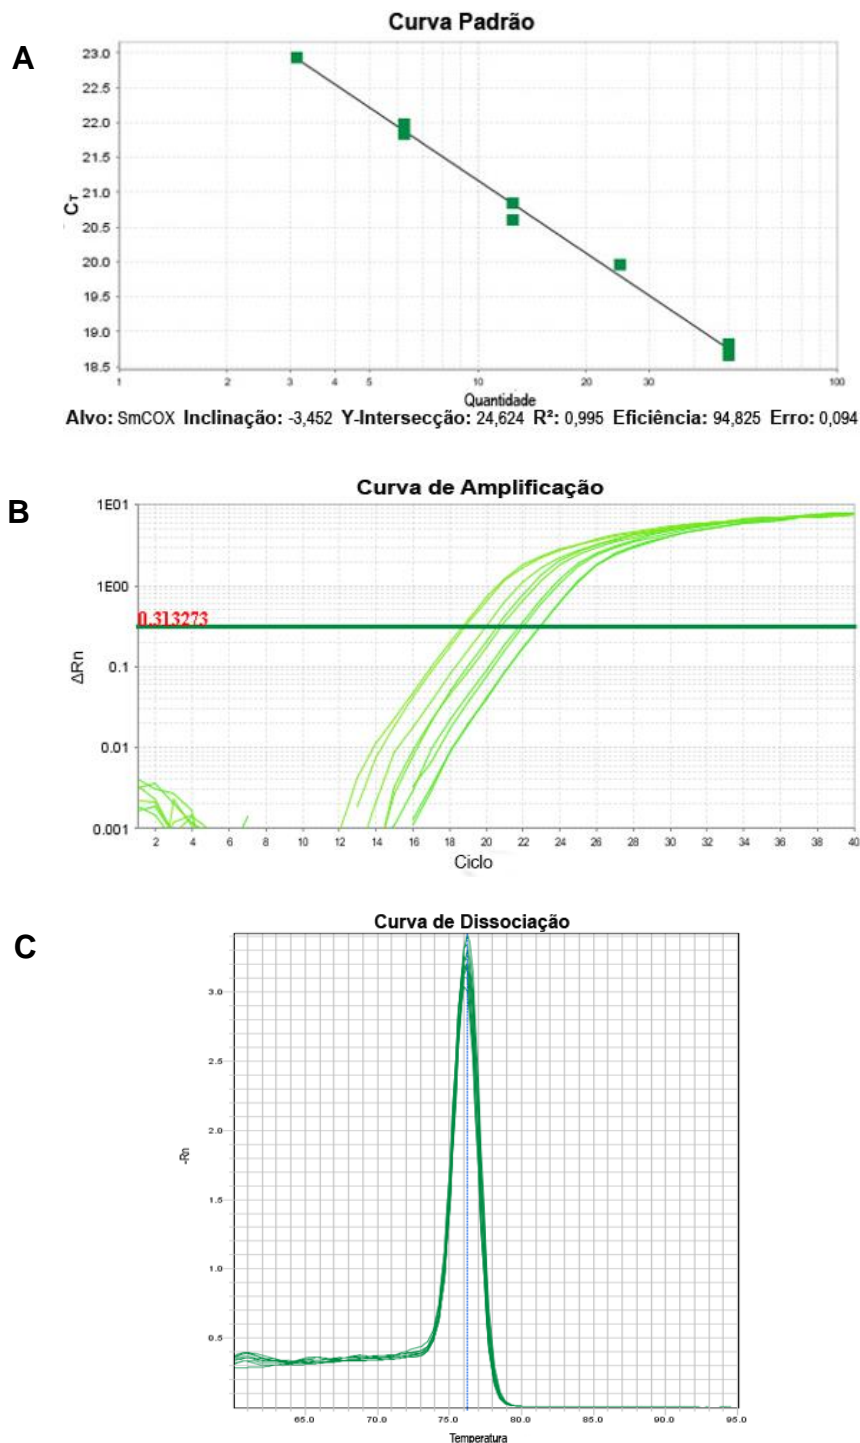 Curva Padrão
A
23.0
22.5
22.0
21.5
21.0
20.5
20.0
19.5
19.0
18.5
CT
1 2 3 4 5 10 20 30 100
Quantidade
Alvo: SmCOX Inclinação: -3,452 Y-Intersecção: 24,624 R²: 0,995 Eficiência: 94,825 Erro: 0,094
Curva de Amplificação
B
1E01
1E00
0.313273
0.1
0.01
0.001
ΔRn
2 4 6 8 10 12 14 16 18 20 22 24 26 28 30 32 34 36 38 40
Ciclo
Curva de Dissociação
C
3.0
2.5
2.0
1.5
1.0
0.5
-Rn
65.0 70.0 75.0 80.0 85.0 90.0 95.0
Temperatura